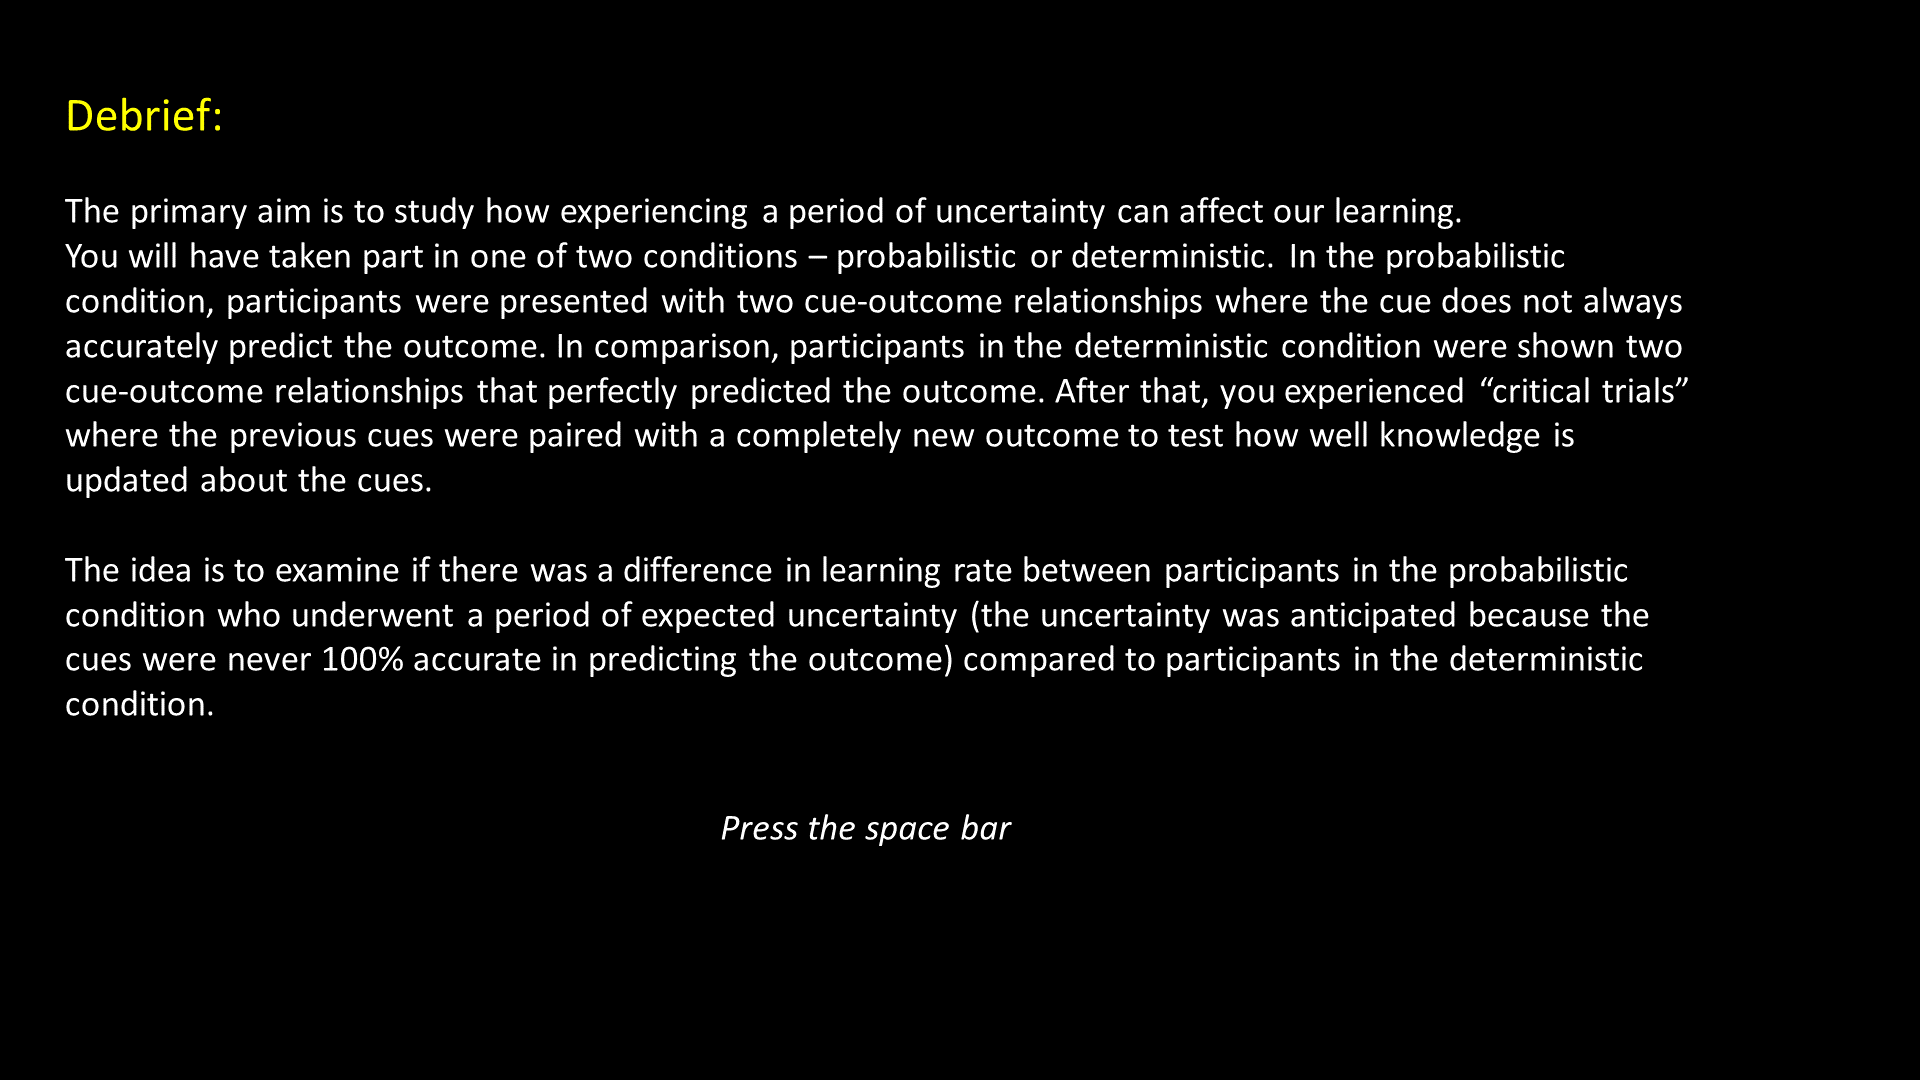 Debrief:
The primary aim is to study how experiencing a period of uncertainty can affect our learning.
You will have taken part in one of two conditions – probabilistic or deterministic. In the probabilistic
condition, participants were presented with two cue-outcome relationships where the cue does not always
accurately predict the outcome. In comparison, participants in the deterministic condition were shown two
cue-outcome relationships that perfectly predicted the outcome. After that, you experienced “critical trials”
where the previous cues were paired with a completely new outcome to test how well knowledge is
updated about the cues.
The idea is to examine if there was a difference in learning rate between participants in the probabilistic
condition who underwent a period of expected uncertainty (the uncertainty was anticipated because the
cues were never 100% accurate in predicting the outcome) compared to participants in the deterministic
condition.
Press the space bar